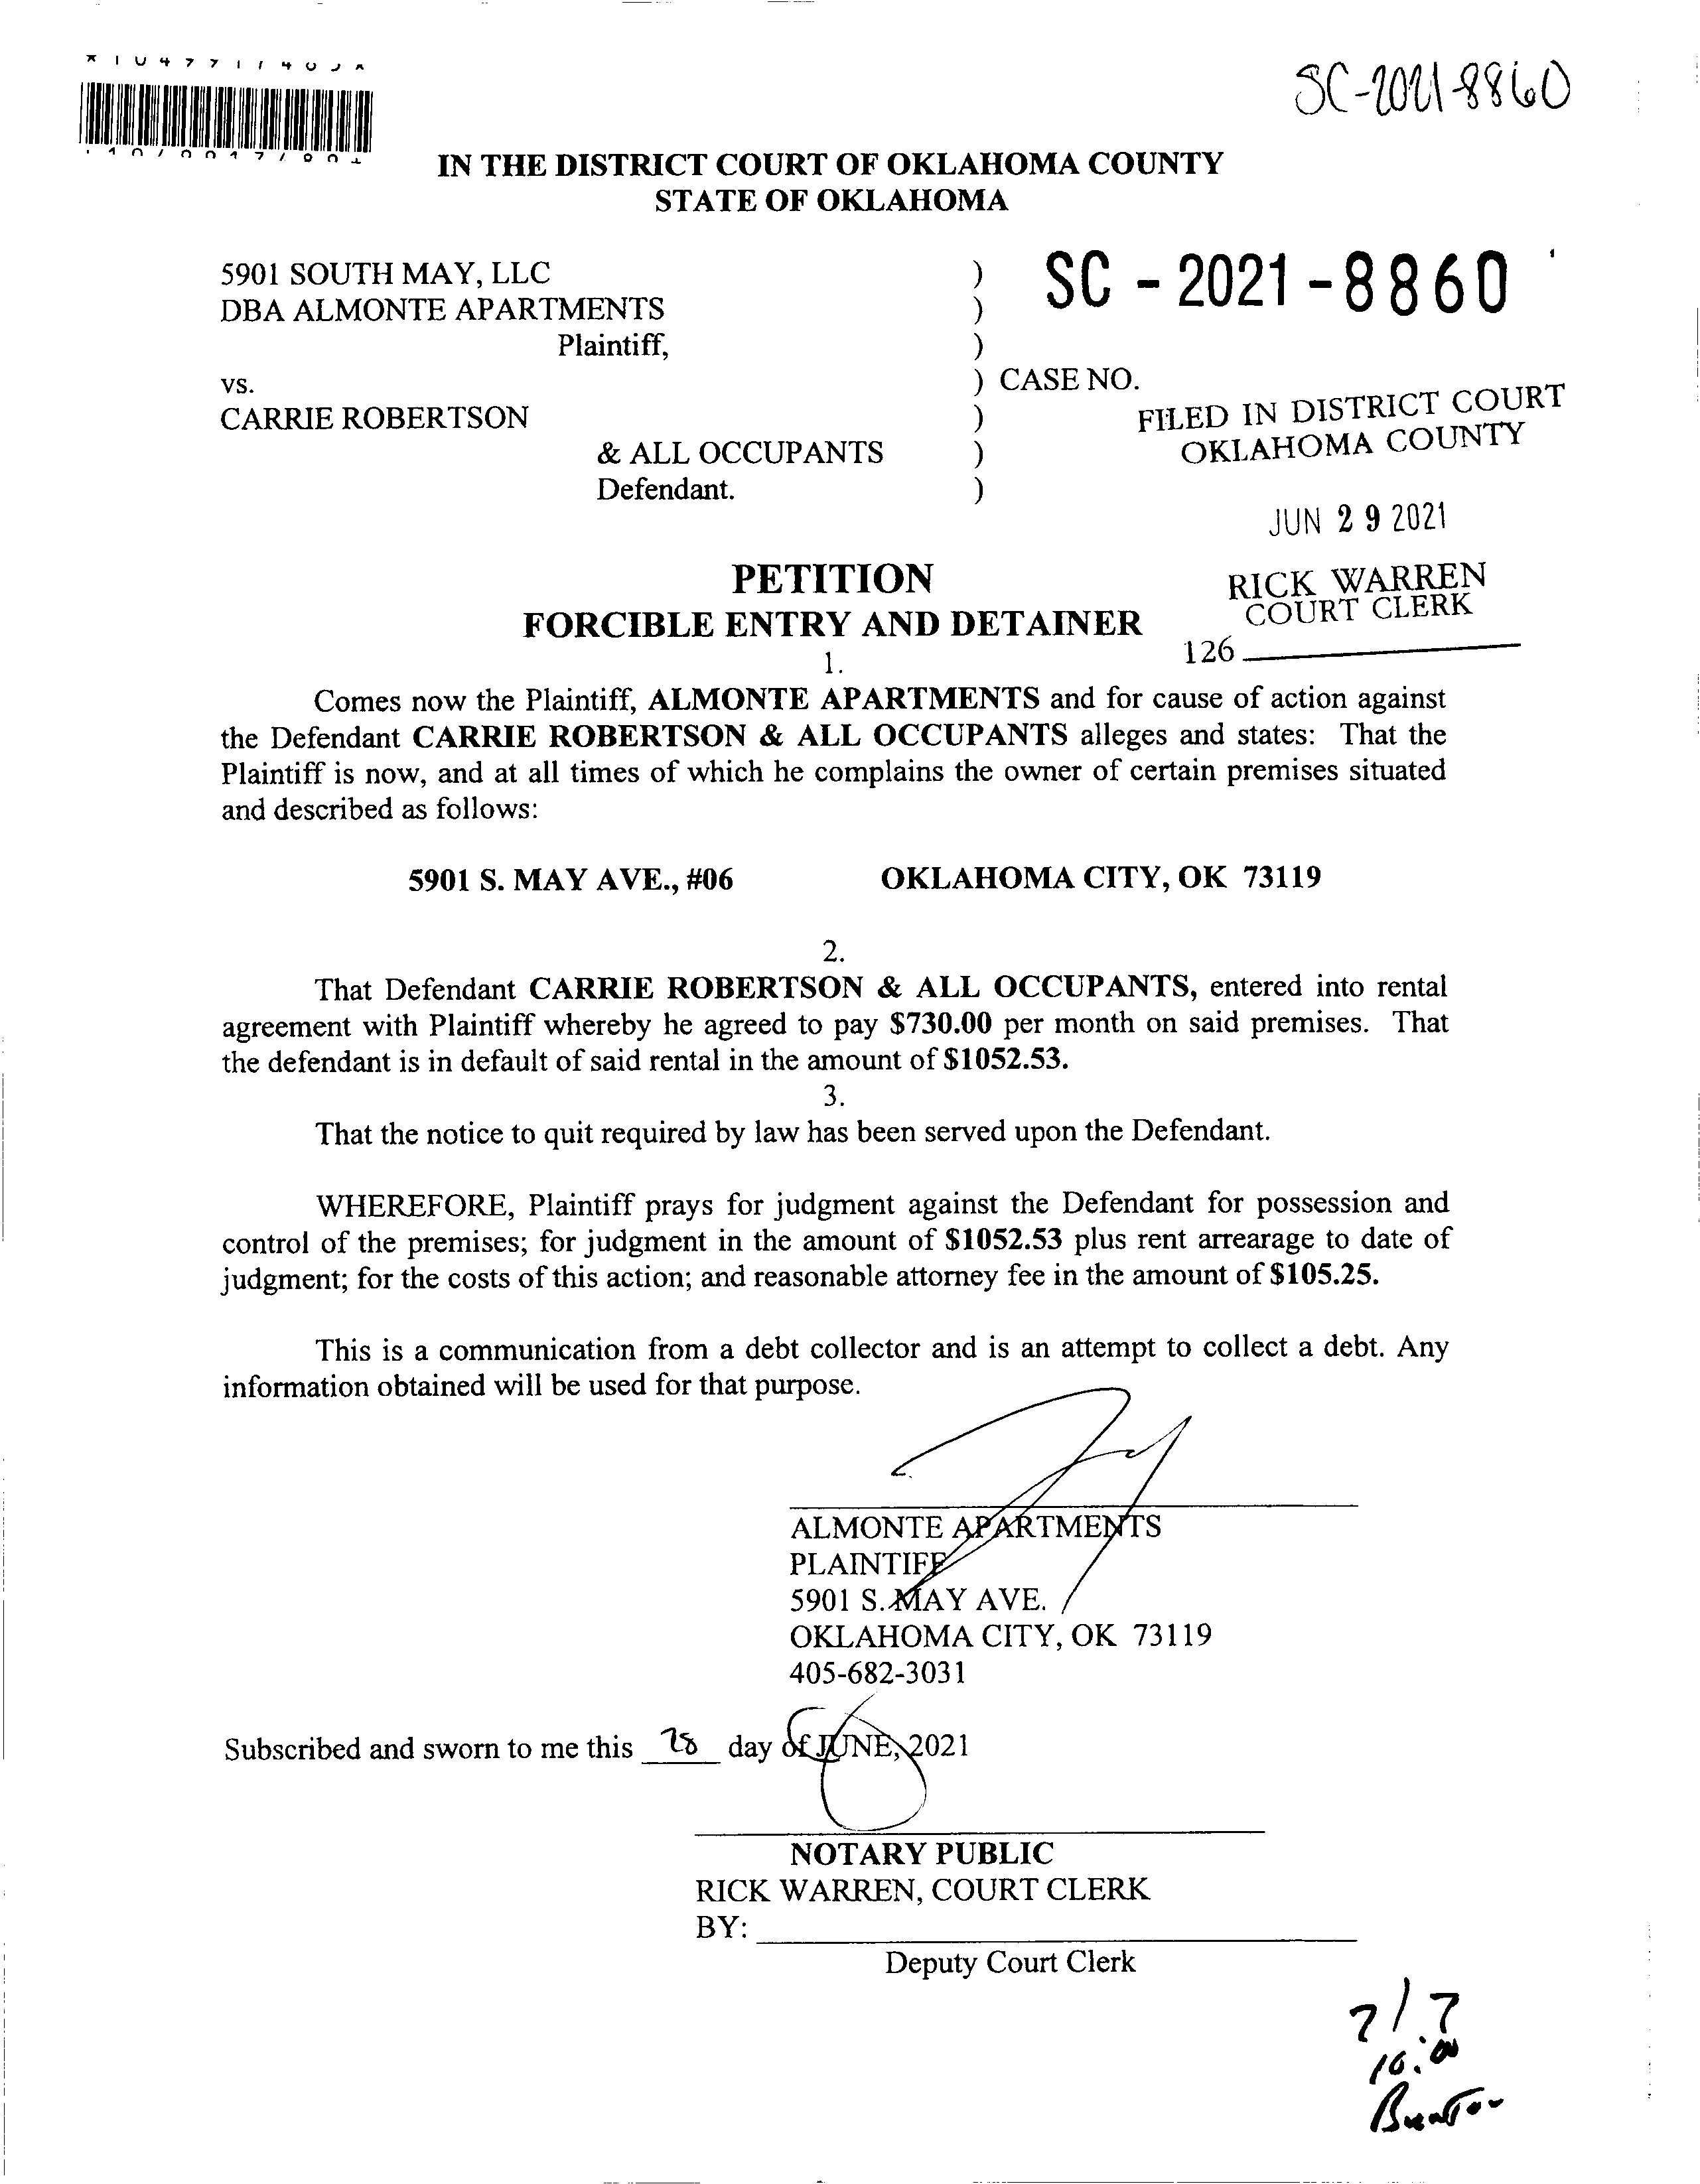 SC-2021-8860
IN THE DISTRICT COURT OF OKLAHOMA COUNTY
STATE OF OKLAHOMA
5901 SOUTH MAY, LLC
DBA ALMONTE APARTMENTS
Plaintiff,
vs.
CARRIE ROBERTSON
& ALL OCCUPANTS
Defendant.
)
)
)
)
)
)
)
SC - 2021 - 8860
CASE NO.
FILED IN DISTRICT COURT
OKLAHOMA COUNTY
JUN 29 2021
RICK WARREN
COURT CLERK
126
PETITION
FORCIBLE ENTRY AND DETAINER
1.
Comes now the Plaintiff, ALMONTE APARTMENTS and for cause of action against
the Defendant CARRIE ROBERTSON & ALL OCCUPANTS alleges and states: That the
Plaintiff is now, and at all times of which he complains the owner of certain premises situated
and described as follows:
5901 S. MAY AVE., #06 OKLAHOMA CITY, OK 73119
2.
That Defendant CARRIE ROBERTSON & ALL OCCUPANTS, entered into rental
agreement with Plaintiff whereby he agreed to pay $730.00 per month on said premises. That
the defendant is in default of said rental in the amount of $1052.53.
3.
That the notice to quit required by law has been served upon the Defendant.
WHEREFORE, Plaintiff prays for judgment against the Defendant for possession and
control of the premises; for judgment in the amount of $1052.53 plus rent arrearage to date of
judgment; for the costs of this action; and reasonable attorney fee in the amount of $105.25.
This is a communication from a debt collector and is an attempt to collect a debt. Any
information obtained will be used for that purpose.
ALMONTE APARTMENTS
PLAINTIFF
5901 S. MAY AVE.
OKLAHOMA CITY, OK 73119
405-682-3031
Subscribed and sworn to me this 28 day of JUNE, 2021
NOTARY PUBLIC
RICK WARREN, COURT CLERK
BY:
Deputy Court Clerk
7/7
10:00